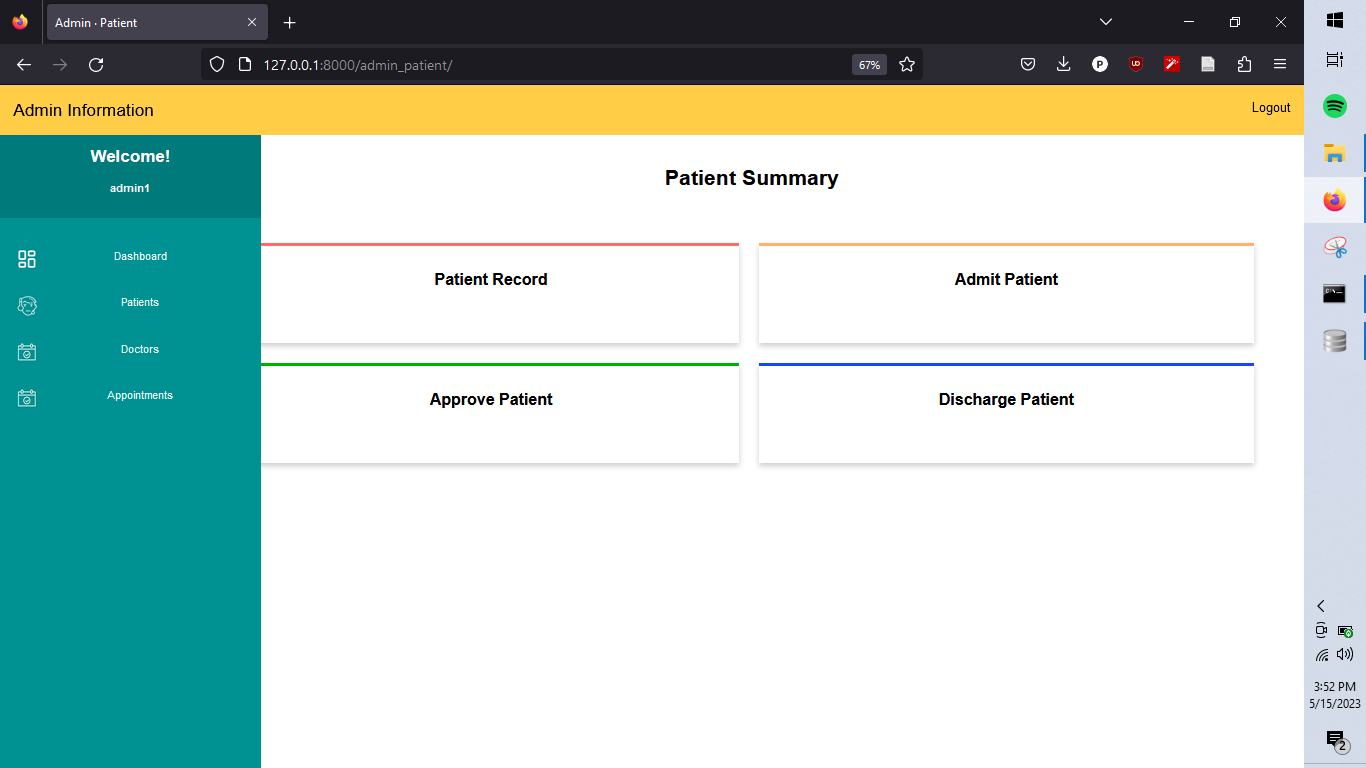 Admin · Patient
127.0.0.1:8000/admin_patient/
67%
Admin Information
Logout
Welcome!
admin1
Dashboard
Patients
Doctors
Appointments
Patient Summary
Patient Record
Admit Patient
Approve Patient
Discharge Patient
3:52 PM
5/15/2023
2